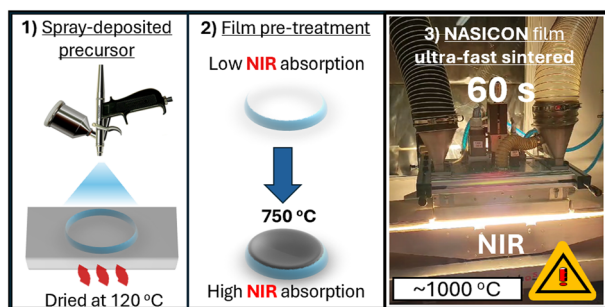 1) Spray-deposited
precursor
Dried at 120 °C
2) Film pre-treatment
Low NIR absorption
750 °C
High NIR absorption
3) NASICON film
ultra-fast sintered
60 s
NIR
~1000 °C
!